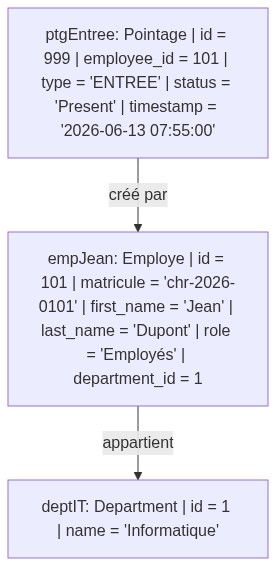 ptgEntree: Pointage | id =
999 | employee_id = 101 |
type = 'ENTREE' | status =
'Present' | timestamp =
'2026-06-13 07:55:00'
créé par
empJean: Employe | id =
101 | matricule = 'chr-2026-
0101' | first_name = 'Jean' |
last_name = 'Dupont' | role
= 'Employés' |
department_id = 1
appartient
deptIT: Department | id = 1
| name = 'Informatique'